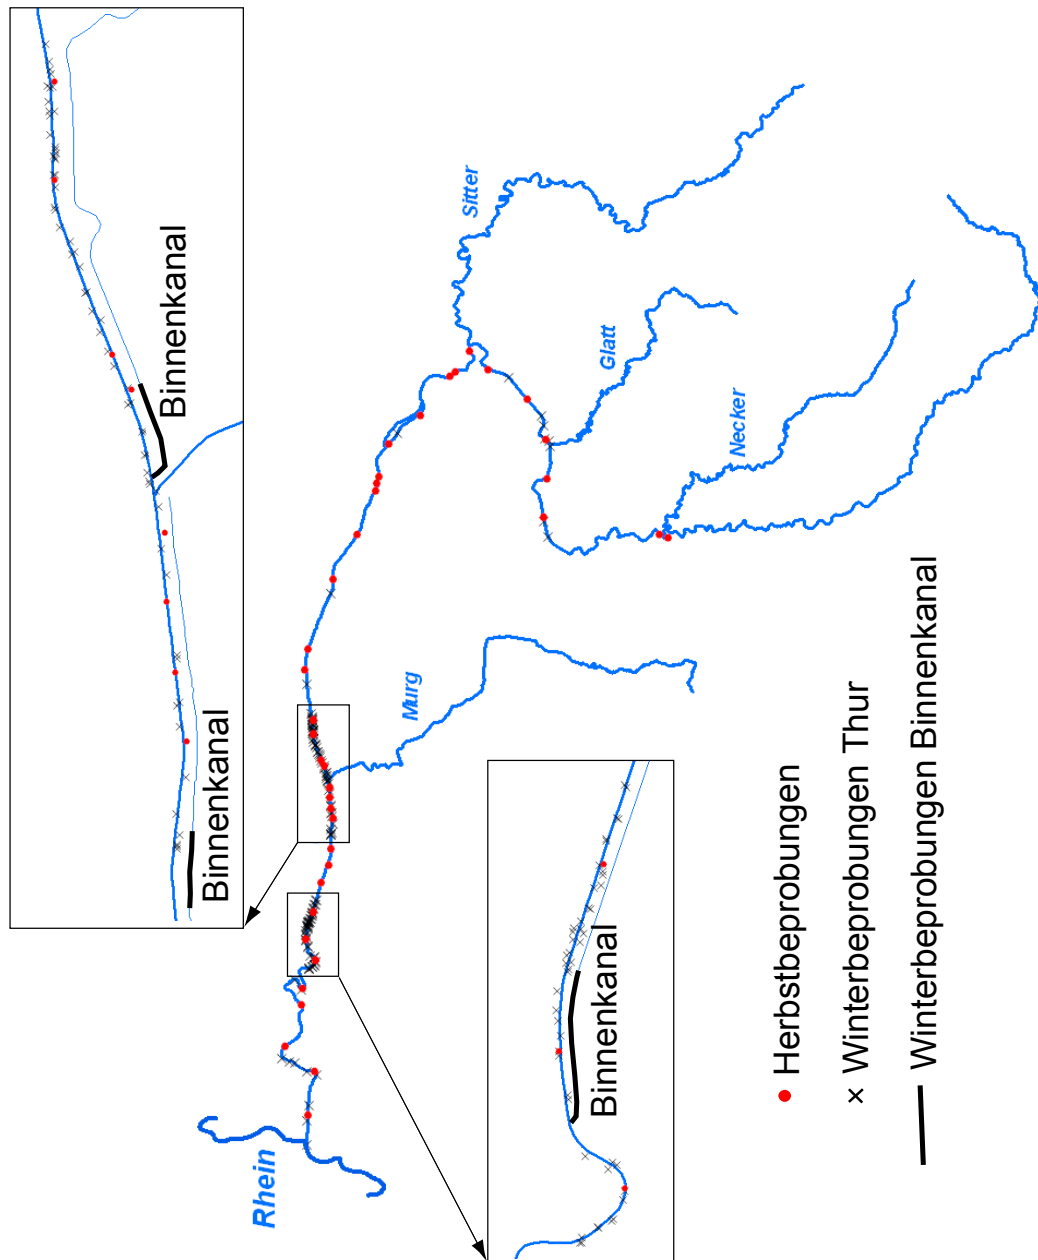 Binnenkanal
Binnenkanal
Sitter
Glatt
Necker
Murg
Rhein
Binnenkanal
Herbstbeprobungen
Winterbeprobungen Thur
Winterbeprobungen Binnenkanal